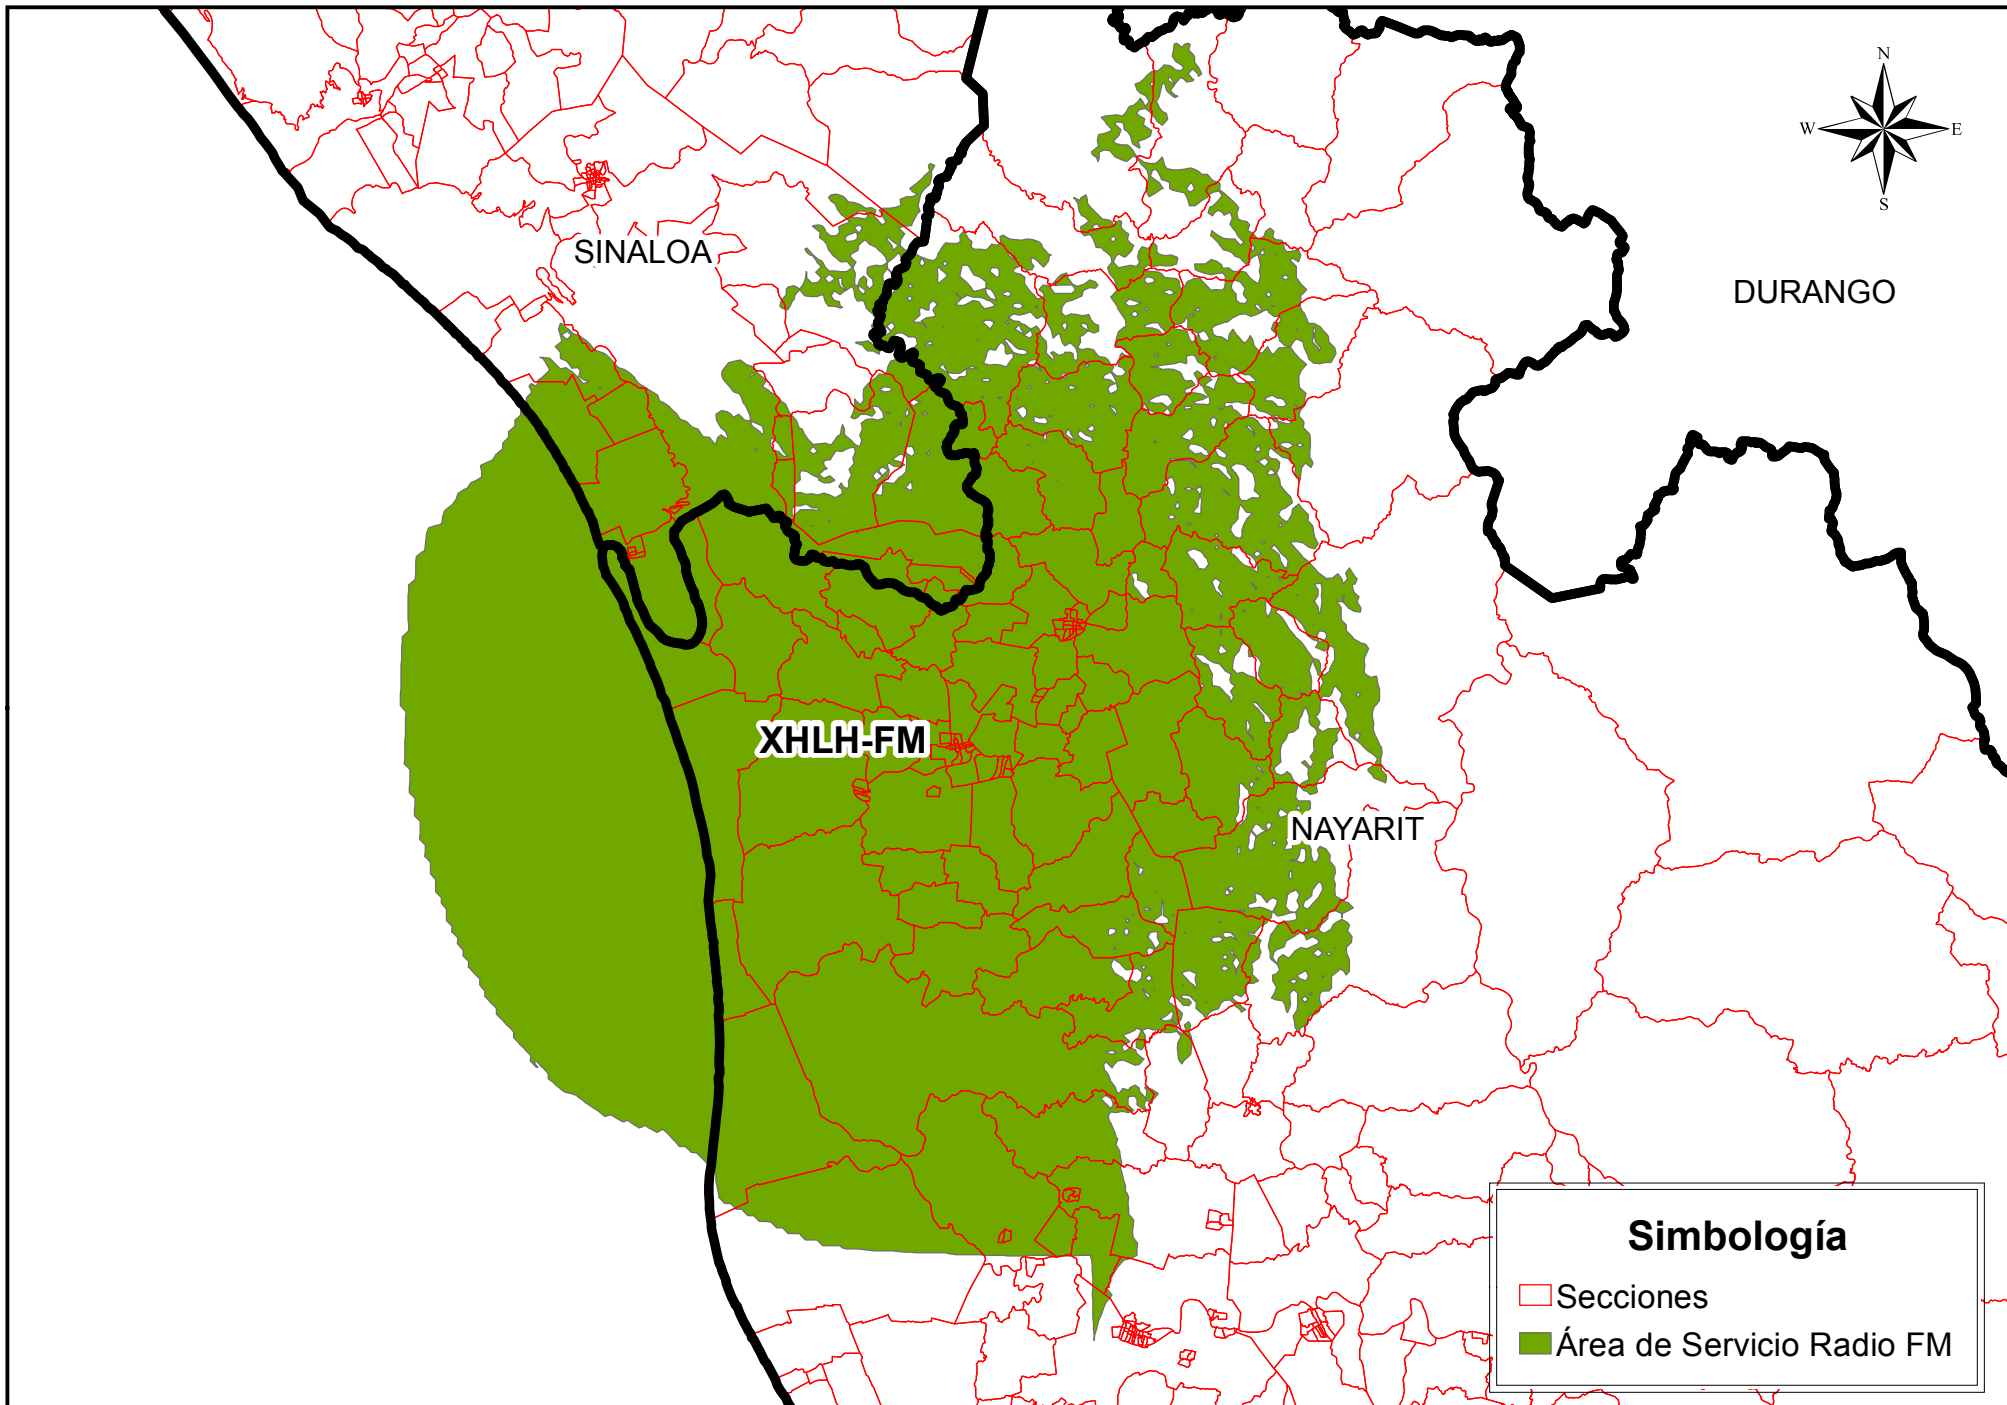 N
W E
S
SINALOA
DURANGO
XHLH-FM
NAYARIT
Simbología
Secciones
Área de Servicio Radio FM